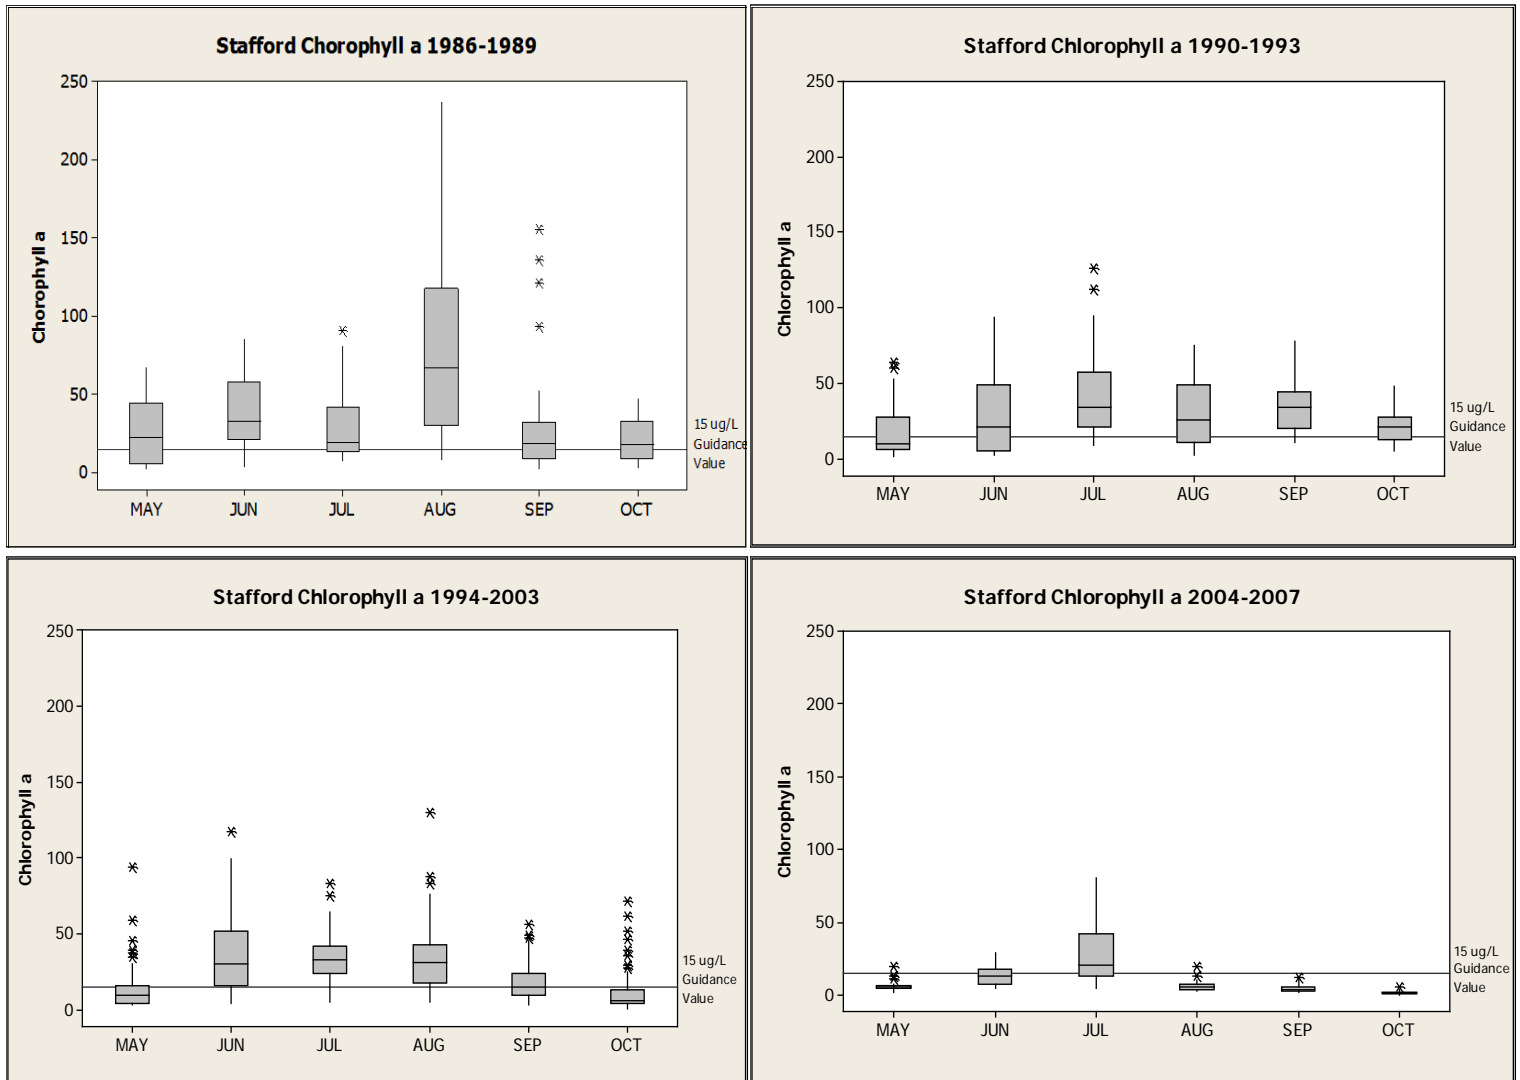 Stafford Chorophyll a 1986-1989
250
200
150
100
50
0
Chorophyll a
MAY JUN JUL AUG SEP OCT
15 ug/L
Guidance
Value
Stafford Chlorophyll a 1990-1993
250
200
150
100
50
0
Chlorophyll a
MAY JUN JUL AUG SEP OCT
15 ug/L
Guidance
Value
Stafford Chlorophyll a 1994-2003
250
200
150
100
50
0
Chlorophyll a
MAY JUN JUL AUG SEP OCT
15 ug/L
Guidance
Value
Stafford Chlorophyll a 2004-2007
250
200
150
100
50
0
Chlorophyll a
MAY JUN JUL AUG SEP OCT
15 ug/L
Guidance
Value